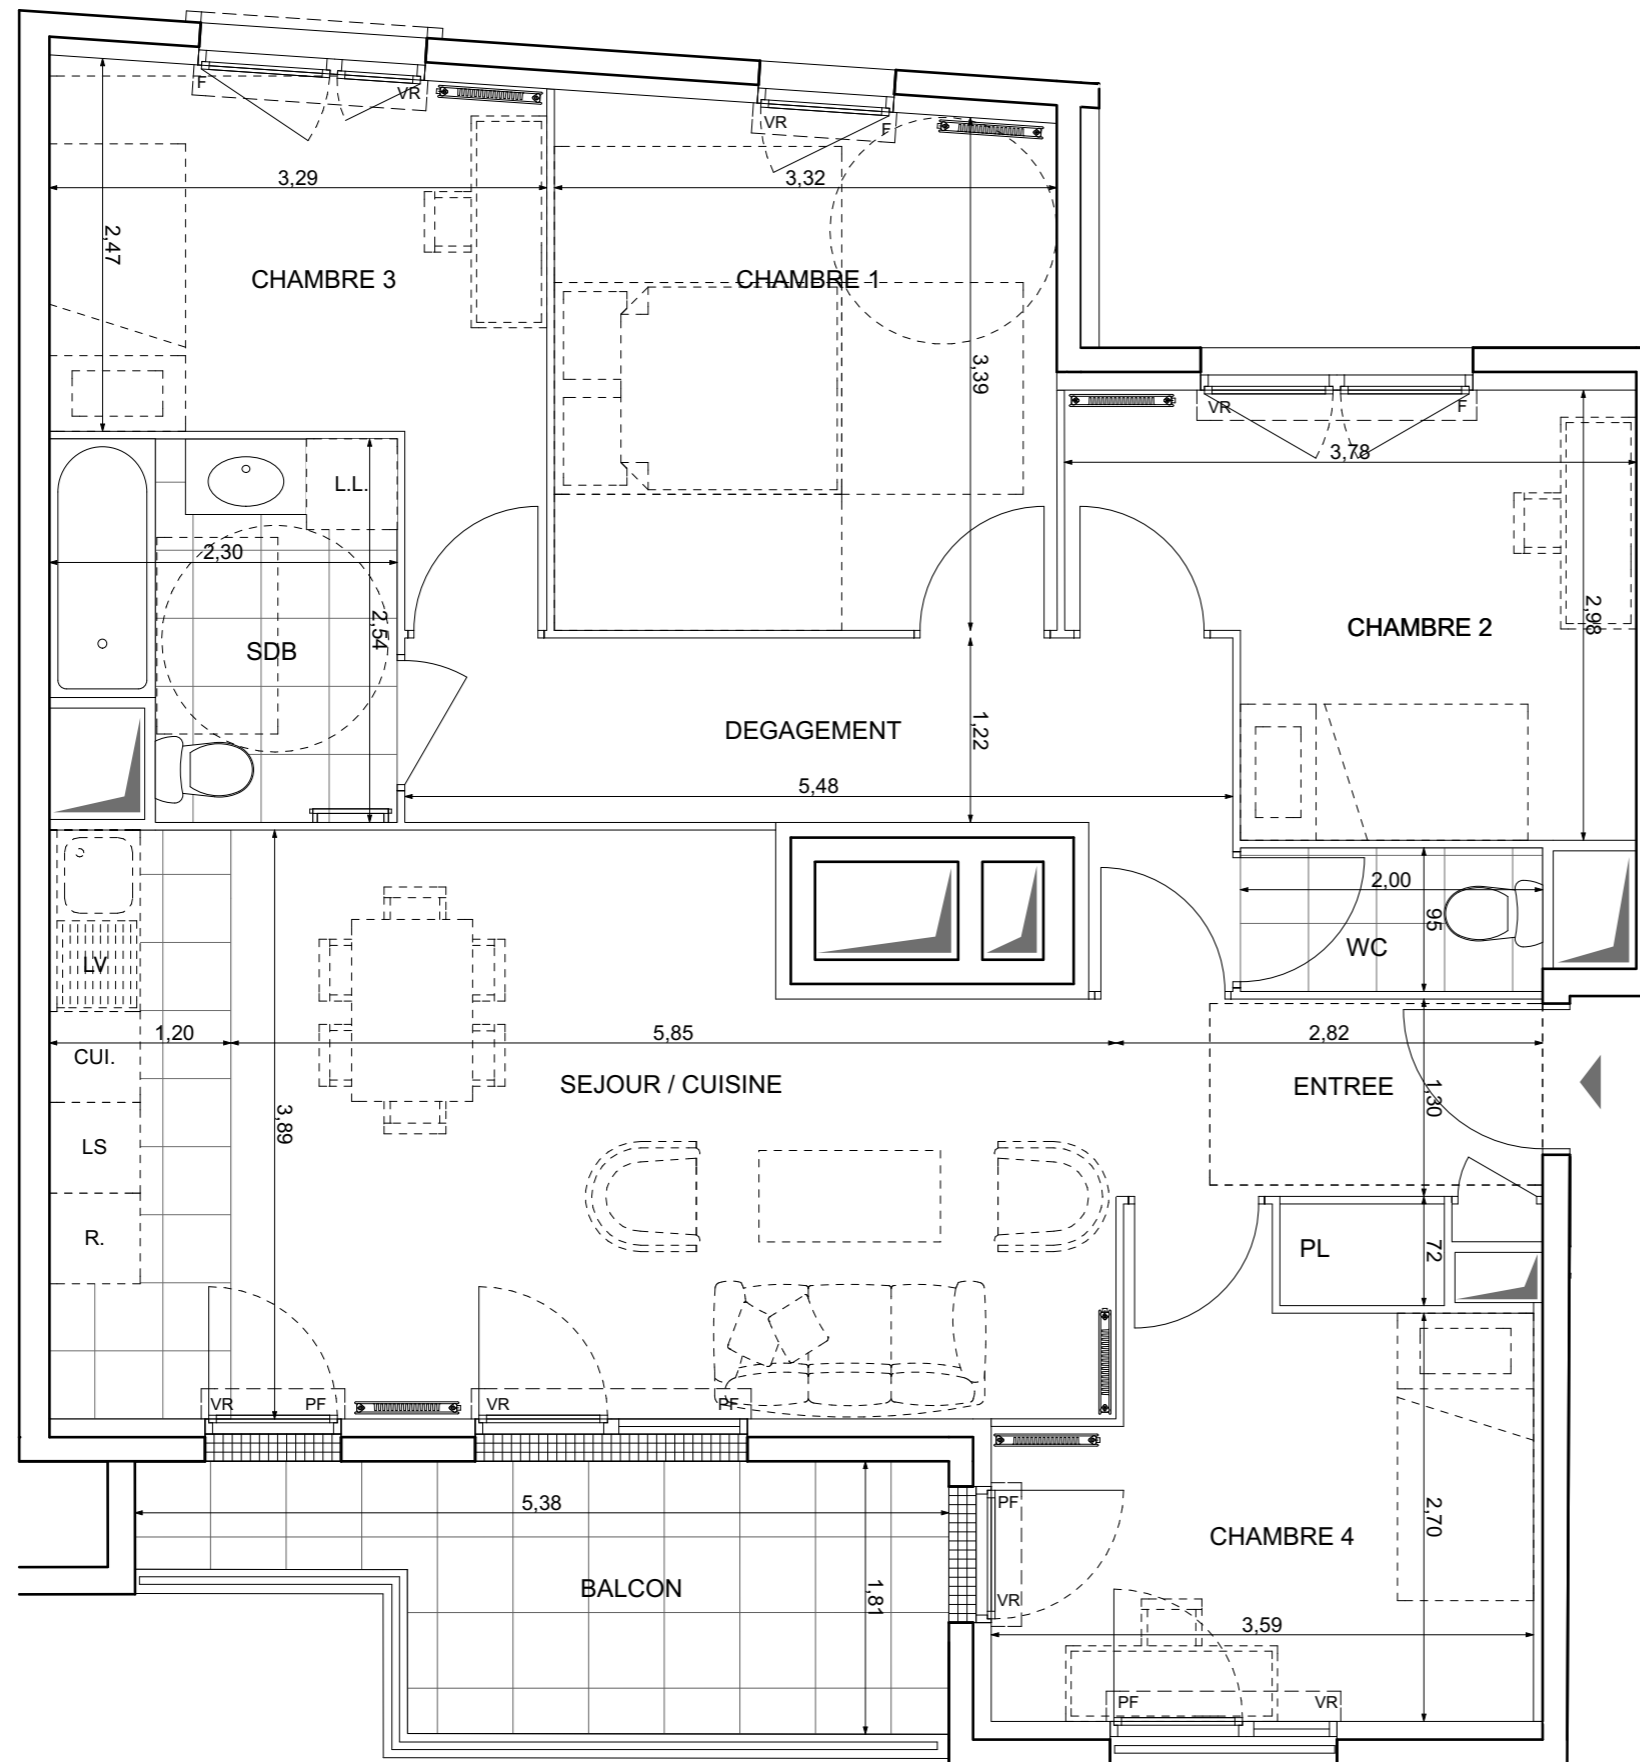 F
VR
VR
F
3,29
3,32
2,47
CHAMBRE 3
CHAMBRE 1
3,39
VR
F
3,78
L.L.
2,30
2,54
SDB
CHAMBRE 2
2,98
DEGAGEMENT
1,22
5,48
2,00
95
WC
LV
1,20
5,85
2,82
CUI.
SEJOUR / CUISINE
ENTREE
1,30
3,89
LS
R.
PL
72
VR
PF
VR
PF
5,38
PF
2,70
CHAMBRE 4
BALCON
1,81
VR
3,59
PF
VR